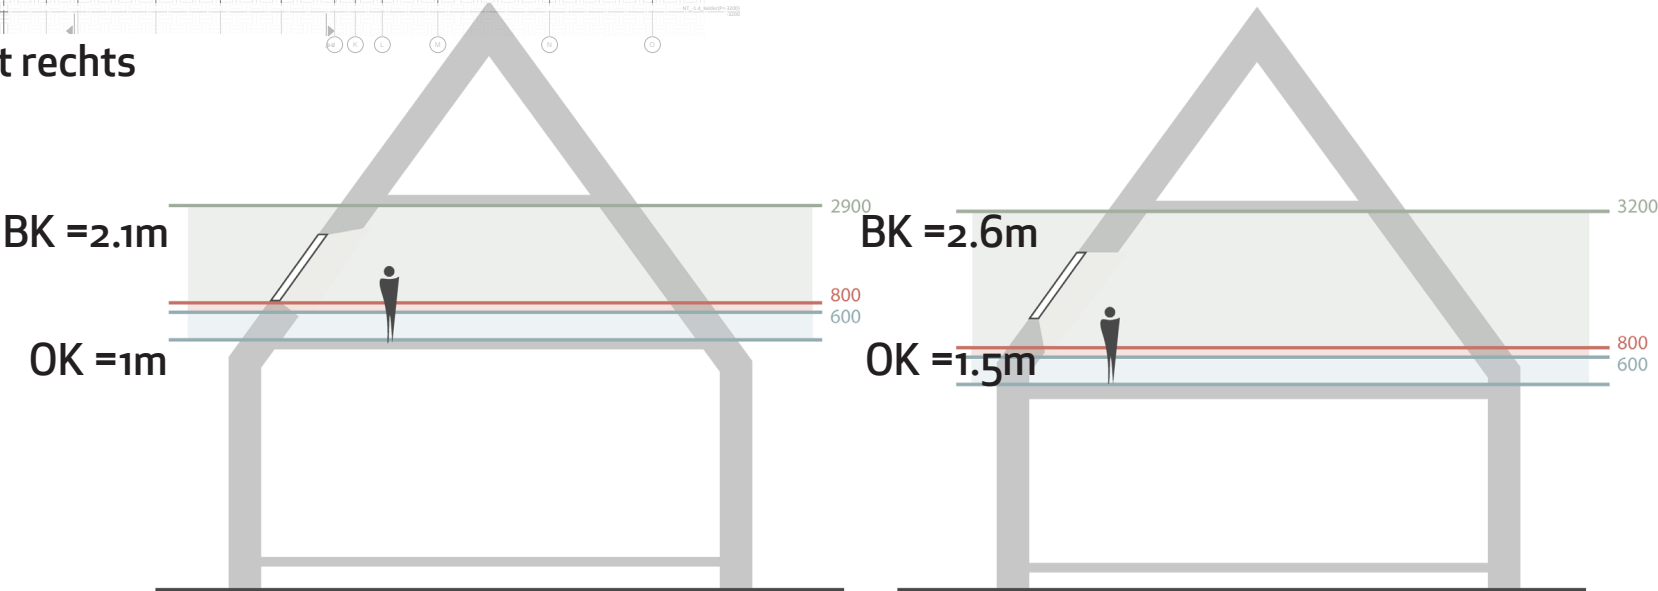 K
L
M
N
O
t rechts
2900
BK =2.1m
800
600
OK =1m
3200
BK =2.6m
800
600
OK =1.5m